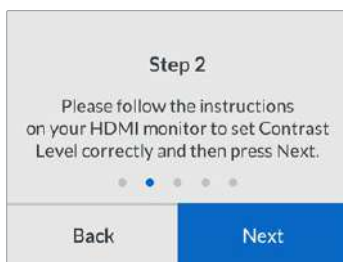 Step 2
Please follow the instructions
on your HDMI monitor to set Contrast
Level correctly and then press Next.
Back
Next